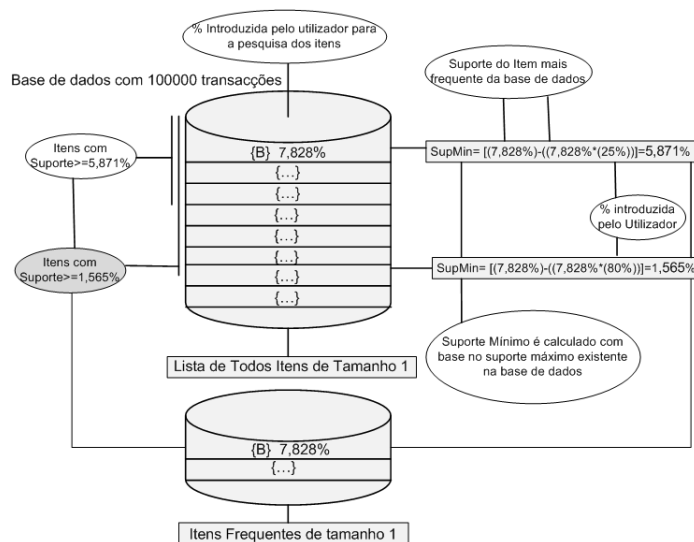 % Introduzida pelo utilizador para
a pesquisa dos itens
Base de dados com 100000 transacções
Suporte do Item mais
frequente da base de dados
Itens com
Suporte>=5,871%
{B} 7,828%
{...}
{...}
{...}
{...}
{...}
{...}
{...}
SupMin= [(7,828%)-((7,828%*(25%))]=5,871%
% introduzida
pelo Utilizador
Itens com
Suporte>=1,565%
SupMin= [(7,828%)-((7,828%*(80%))]=1,565%
Suporte Mínimo é calculado com
base no suporte máximo existente
na base de dados
Lista de Todos Itens de Tamanho 1
{B} 7,828%
{...}
Itens Frequentes de tamanho 1